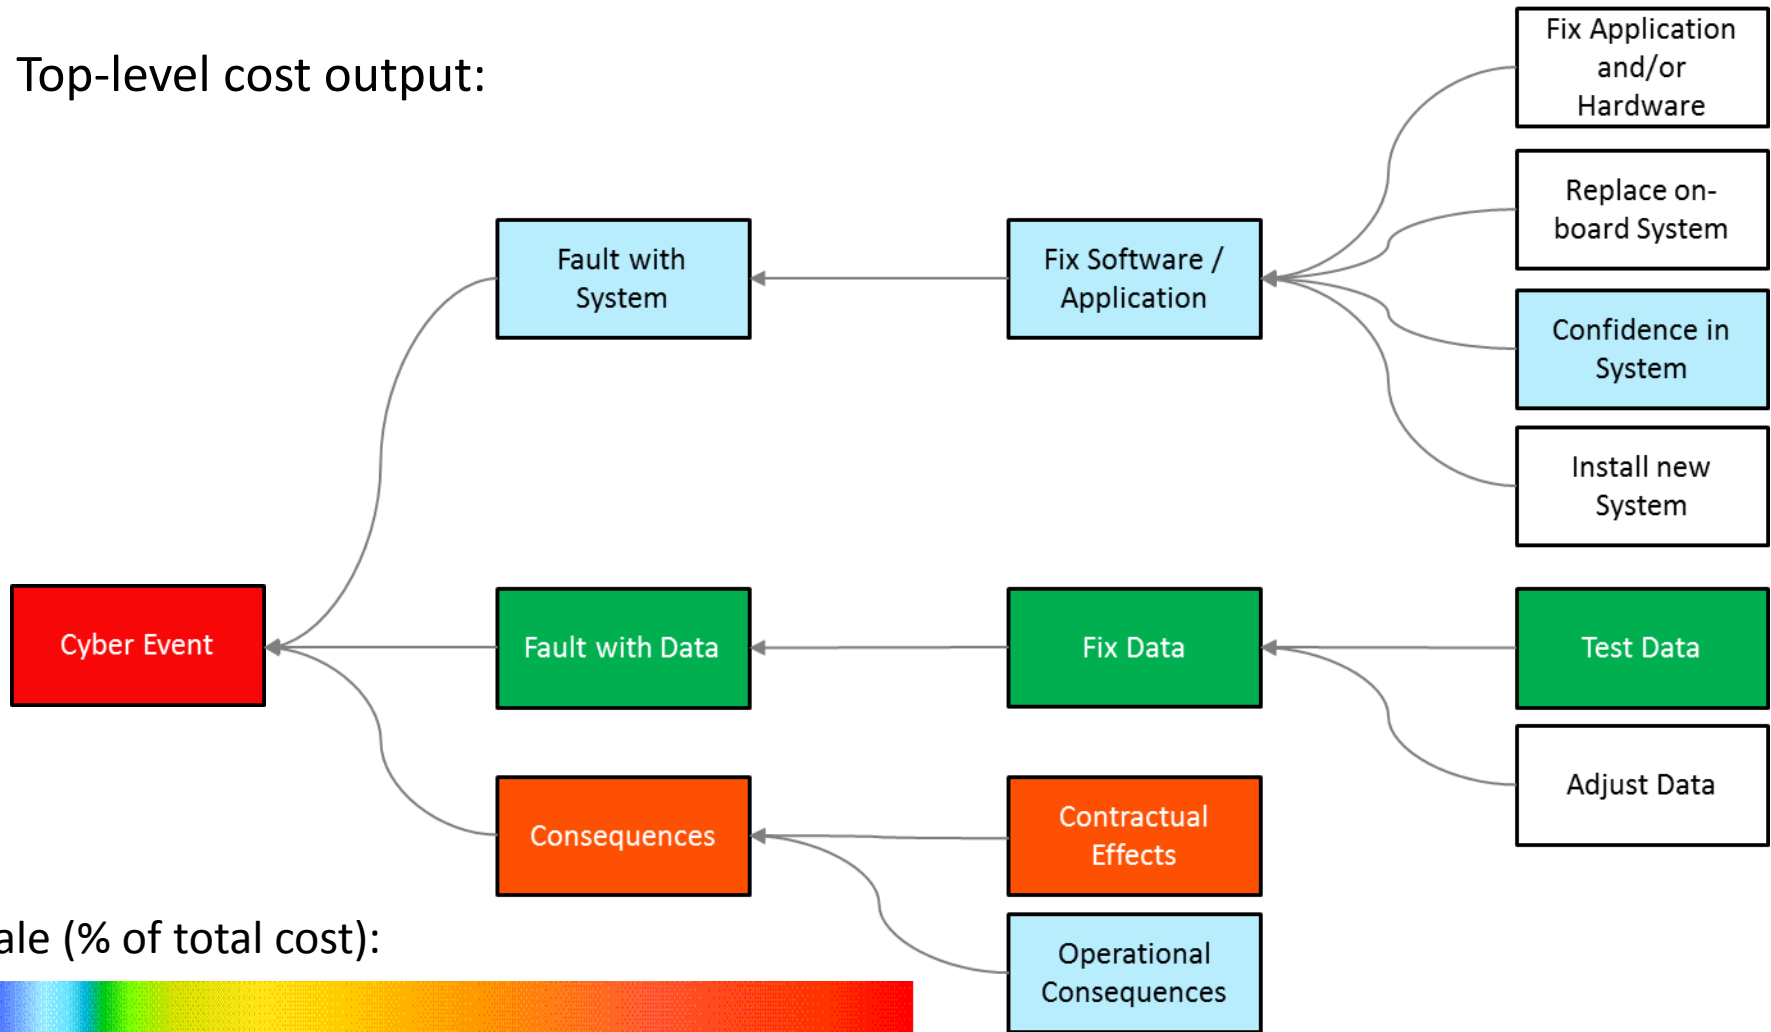 Top-level cost output:
Fix Application
and/or
Hardware
Replace on-
board System
Fault with
System
Fix Software /
Application
Confidence in
System
Install new
System
Cyber Event
Fault with Data
Fix Data
Test Data
Adjust Data
Consequences
Contractual
Effects
Operational
Consequences
ale (% of total cost):